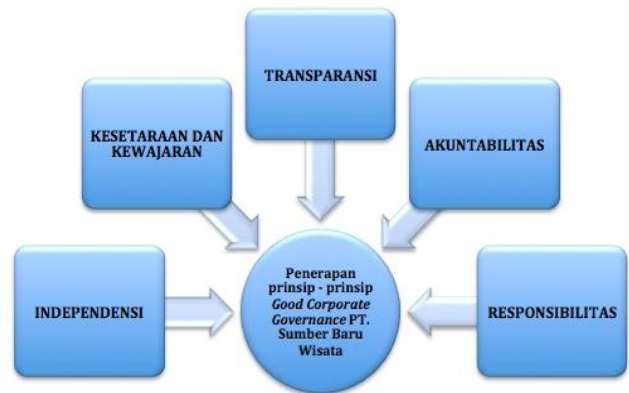 TRANSPARANSI
KESETARAAN DAN
KEWAJARAN
AKUNTABILITAS
INDEPENDENSI
Penerapan
prinsip - prinsip
Good Corporate
Governance PT.
Sumber Baru
Wisata
RESPONSIBILITAS